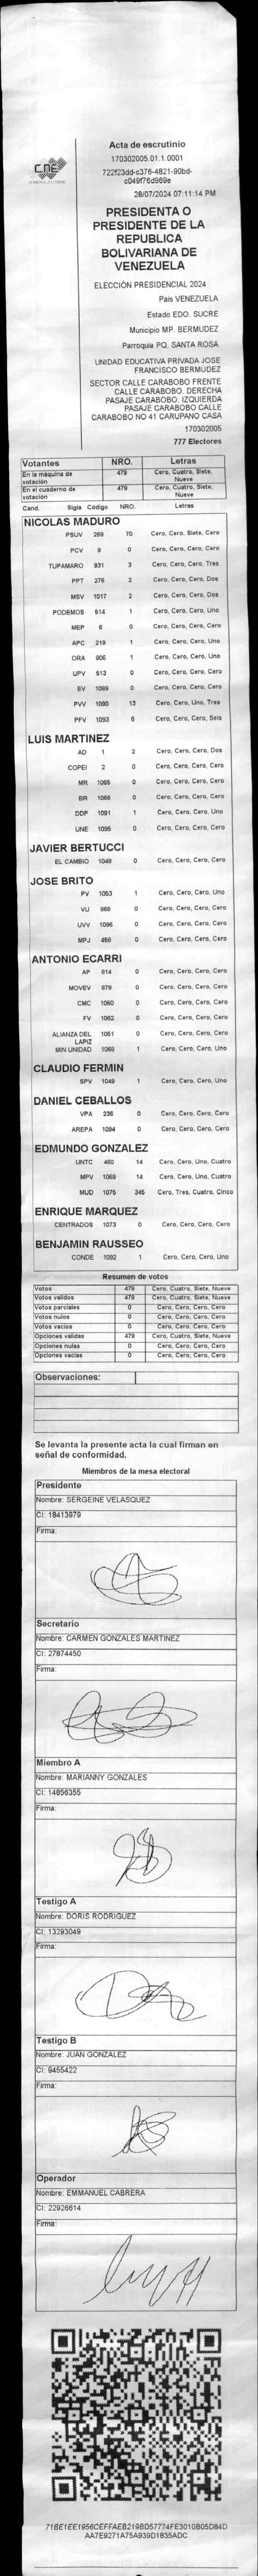 CNE
Acta de escrutinio
170302005.01.1.0001
722f23dd-c376-4821-90bd-
c049f76d969e
28/07/2024 07:11:14 PM
PRESIDENTA O
PRESIDENTE DE LA
REPUBLICA
BOLIVARIANA DE
VENEZUELA
ELECCIÓN PRESIDENCIAL 2024
Pais VENEZUELA
Estado EDO. SUCRE
Municipio MP. BERMUDEZ
Parroquia PQ. SANTA ROSA
UNIDAD EDUCATIVA PRIVADA JOSE
FRANCISCO BERMÚDEZ
SECTOR CALLE CARABOBO FRENTE
CALLE CARABOBO. DERECHA
PASAJE CARABOBO. IZQUIERDA
PASAJE CARABOBO CALLE
CARABOBO NO 41 CARUPANO CASA
170302005
777 Electores
Votantes NRO. Letras
En la máquina de votación 479 Cero, Cuatro, Siete, Nueve
En el cuaderno de votación 479 Cero, Cuatro, Siete, Nueve
Cand. Sigla Código NRO. Letras
NICOLAS MADURO
PSUV 269 70 Cero, Cero, Siete, Cero
PCV 9 0 Cero, Cero, Cero, Cero
TUPAMARO 931 3 Cero, Cero, Cero, Tres
PPT 276 2 Cero, Cero, Cero, Dos
MSV 1017 2 Cero, Cero, Cero, Dos
PODEMOS 514 1 Cero, Cero, Cero, Uno
MEP 6 0 Cero, Cero, Cero, Cero
APC 219 1 Cero, Cero, Cero, Uno
ORA 906 1 Cero, Cero, Cero, Uno
UPV 513 0 Cero, Cero, Cero, Cero
EV 1089 0 Cero, Cero, Cero, Cero
PVV 1090 13 Cero, Cero, Uno, Tres
PFV 1093 6 Cero, Cero, Cero, Seis
LUIS MARTINEZ
AD 1 2 Cero, Cero, Cero, Dos
COPEI 2 0 Cero, Cero, Cero, Cero
MR 1065 0 Cero, Cero, Cero, Cero
BR 1066 0 Cero, Cero, Cero, Cero
DDP 1091 1 Cero, Cero, Cero, Uno
UNE 1095 0 Cero, Cero, Cero, Cero
JAVIER BERTUCCI
EL CAMBIO 1048 0 Cero, Cero, Cero, Cero
JOSE BRITO
PV 1053 1 Cero, Cero, Cero, Uno
VU 868 0 Cero, Cero, Cero, Cero
UVV 1096 0 Cero, Cero, Cero, Cero
MPJ 458 0 Cero, Cero, Cero, Cero
ANTONIO ECARRI
AP 814 0 Cero, Cero, Cero, Cero
MOVEV 878 0 Cero, Cero, Cero, Cero
CMC 1050 0 Cero, Cero, Cero, Cero
FV 1062 0 Cero, Cero, Cero, Cero
ALIANZA DEL LAPIZ 1051 0 Cero, Cero, Cero, Cero
MIN UNIDAD 1068 1 Cero, Cero, Cero, Uno
CLAUDIO FERMIN
SPV 1049 1 Cero, Cero, Cero, Uno
DANIEL CEBALLOS
VPA 236 0 Cero, Cero, Cero, Cero
AREPA 1094 0 Cero, Cero, Cero, Cero
EDMUNDO GONZALEZ
UNTC 460 14 Cero, Cero, Uno, Cuatro
MPV 1069 14 Cero, Cero, Uno, Cuatro
MUD 1075 345 Cero, Tres, Cuatro, Cinco
ENRIQUE MARQUEZ
CENTRADOS 1073 0 Cero, Cero, Cero, Cero
BENJAMIN RAUSSEO
CONDE 1092 1 Cero, Cero, Cero, Uno
Resumen de votos
Votos 479 Cero, Cuatro, Siete, Nueve
Votos validos 479 Cero, Cuatro, Siete, Nueve
Votos parciales 0 Cero, Cero, Cero, Cero
Votos nulos 0 Cero, Cero, Cero, Cero
Votos vacios 0 Cero, Cero, Cero, Cero
Opciones validas 479 Cero, Cuatro, Siete, Nueve
Opciones nulas 0 Cero, Cero, Cero, Cero
Opciones vacias 0 Cero, Cero, Cero, Cero
Observaciones:
Se levanta la presente acta la cual firman en
señal de conformidad.
Miembros de la mesa electoral
Presidente
Nombre: SERGEINE VELASQUEZ
CI: 18413979
Firma:
Secretario
Nombre: CARMEN GONZALES MARTINEZ
CI: 27874450
Firma:
Miembro A
Nombre: MARIANNY GONZALES
CI: 14856355
Firma:
Testigo A
Nombre: DORIS RODRIGUEZ
CI: 13293049
Firma:
Testigo B
Nombre: JUAN GONZALEZ
CI: 9455422
Firma:
Operador
Nombre: EMMANUEL CABRERA
CI: 22926614
Firma:
71BE1EE1956CEFFAEB219BD57774FE3010B05D84D
AA7E9271A75A939D1835ADC